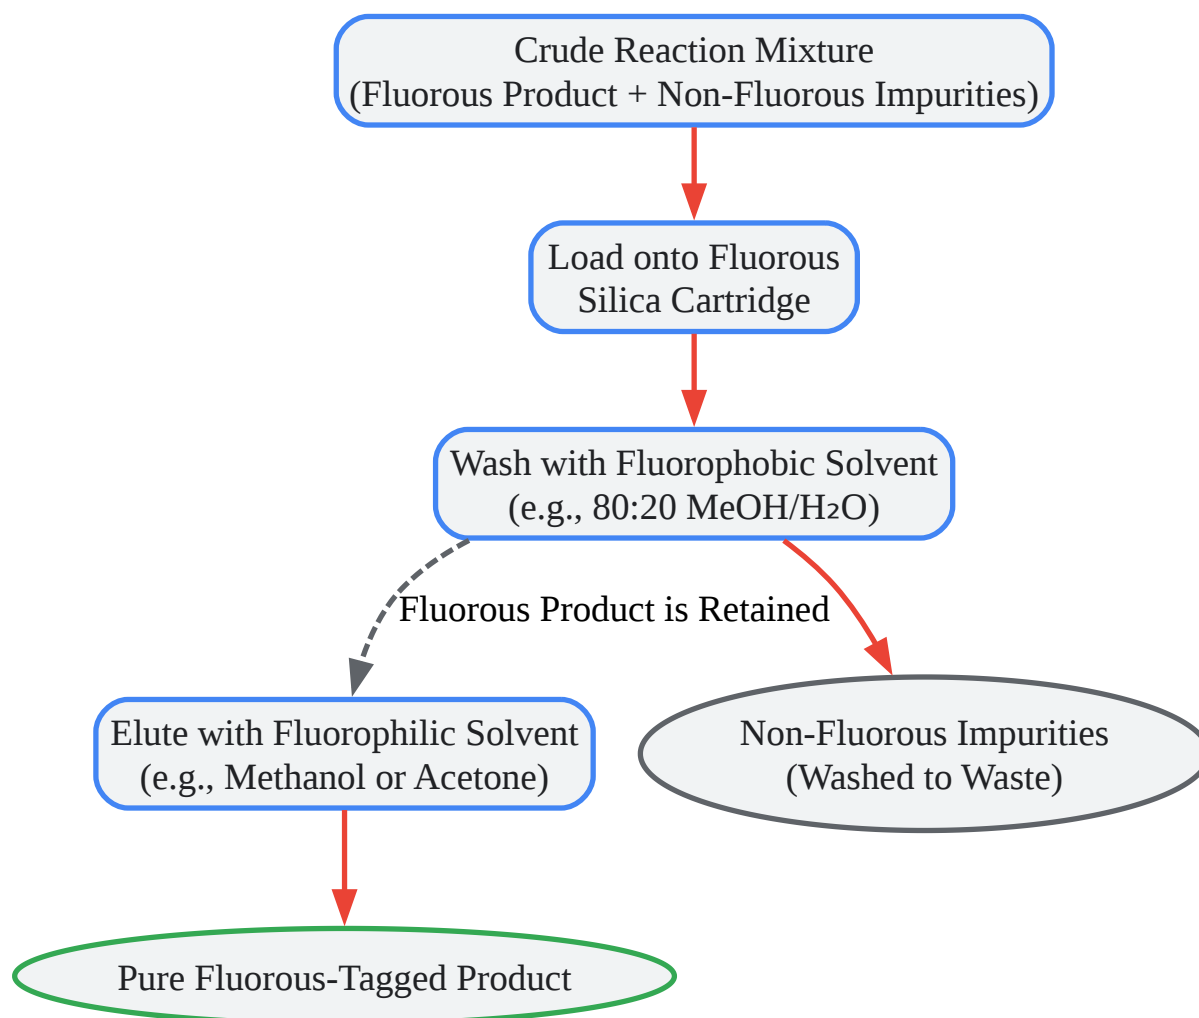 Crude Reaction Mixture
(Fluorous Product + Non-Fluorous Impurities)
Load onto Fluorous
Silica Cartridge
Wash with Fluorophobic Solvent
(e.g., 80:20 MeOH/H₂O)
Fluorous Product is Retained
Elute with Fluorophilic Solvent
(e.g., Methanol or Acetone)
Non-Fluorous Impurities
(Washed to Waste)
Pure Fluorous-Tagged Product